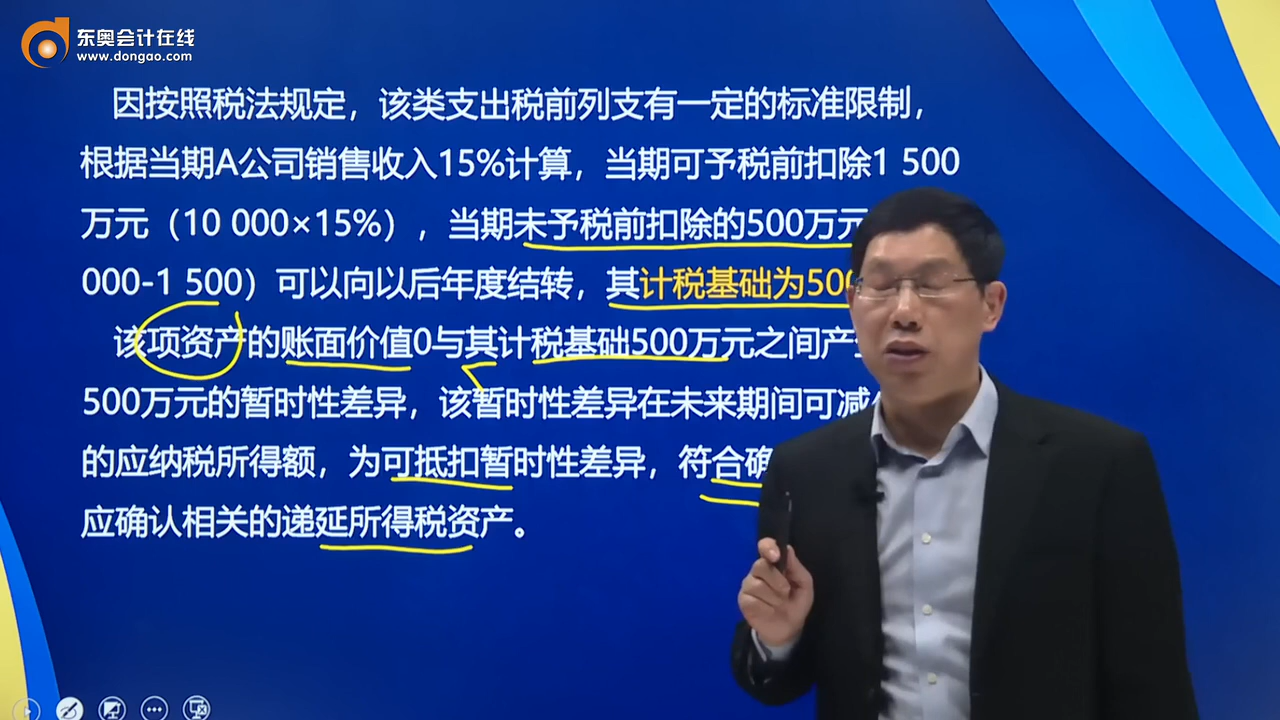 东奥会计在线
www.dongao.com
因按照税法规定，该类支出税前列支有一定的标准限制，
根据当期A公司销售收入15%计算，当期可予税前扣除1 500
万元（10 000×15%），当期未予税前扣除的500万元
000-1 500）可以向以后年度结转，其计税基础为500
该项资产的账面价值0与其计税基础500万元之间产
500万元的暂时性差异，该暂时性差异在未来期间可减
的应纳税所得额，为可抵扣暂时性差异，符合确
应确认相关的递延所得税资产。